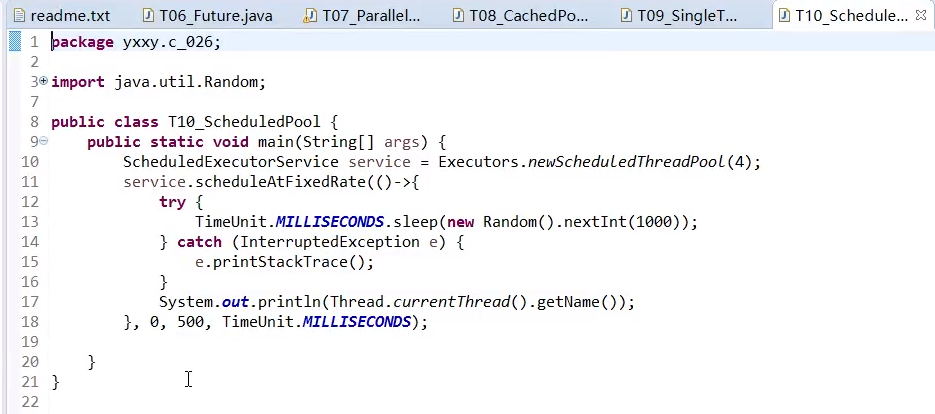 readme.txt T06_Future.java T07_Parallel... T08_CachedPo... T09_SingleT... T10_Schedule...
1 package yxxy.c_026;
2
3 import java.util.Random;
7
8 public class T10_ScheduledPool {
9 public static void main(String[] args) {
10 ScheduledExecutorService service = Executors.newScheduledThreadPool(4);
11 service.scheduleAtFixedRate(()->{
12 try {
13 TimeUnit.MILLISECONDS.sleep(new Random().nextInt(1000));
14 } catch (InterruptedException e) {
15 e.printStackTrace();
16 }
17 System.out.println(Thread.currentThread().getName());
18 }, 0, 500, TimeUnit.MILLISECONDS);
19
20 }
21 }
22